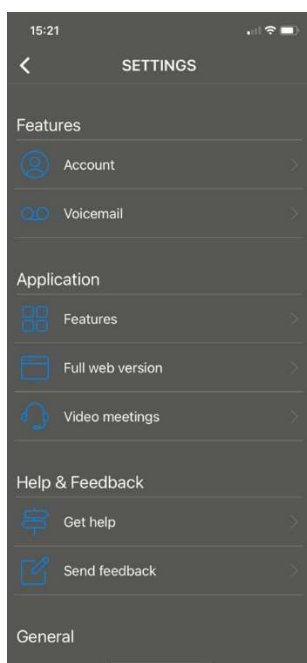 15:21
SETTINGS
Features
Account
Voicemail
Application
Features
Full web version
Video meetings
Help & Feedback
Get help
Send feedback
General